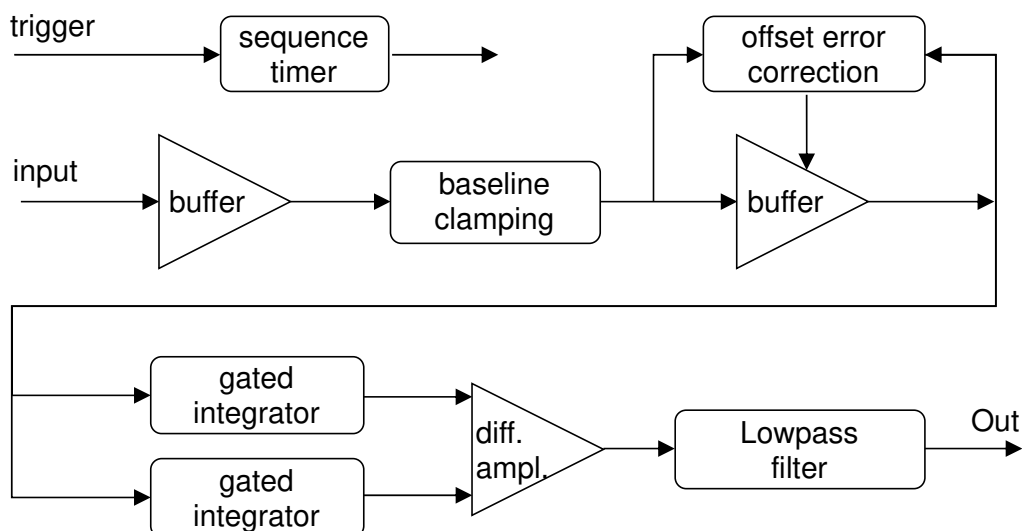 trigger
sequence
timer
offset error
correction
input
buffer
baseline
clamping
buffer
gated
integrator
diff.
ampl.
Lowpass
filter
Out
gated
integrator